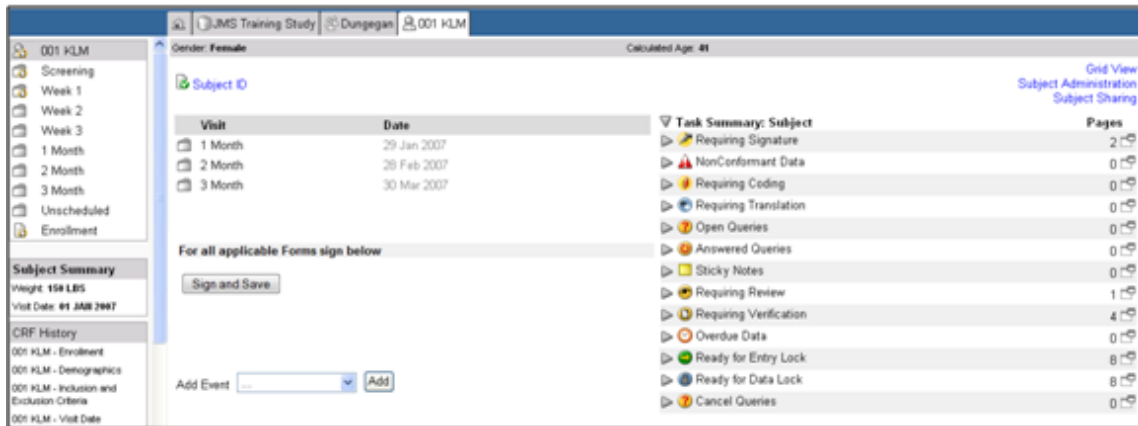 JMS Training Study Dungegan 001 KLM
Gender: Female Calculated Age: 41
001 KLM
Screening
Week 1
Week 2
Week 3
1 Month
2 Month
3 Month
Unscheduled
Enrollment
Subject Summary
Weight: 150 LBS
Visit Date: 01 JAN 2007
CRF History
001 KLM - Enrollment
001 KLM - Demographics
001 KLM - Inclusion and
Exclusion Criteria
001 KLM - Visit Date
Subject ID
Visit Date
1 Month 29 Jan 2007
2 Month 28 Feb 2007
3 Month 30 Mar 2007
For all applicable Forms sign below
Sign and Save
Add Event ... Add
Grid View
Subject Administration
Subject Sharing
Task Summary: Subject Pages
Requiring Signature 2
NonConformant Data 0
Requiring Coding 0
Requiring Translation 0
Open Queries 0
Answered Queries 0
Sticky Notes 0
Requiring Review 1
Requiring Verification 4
Overdue Data 0
Ready for Entry Lock 8
Ready for Data Lock 8
Cancel Queries 0